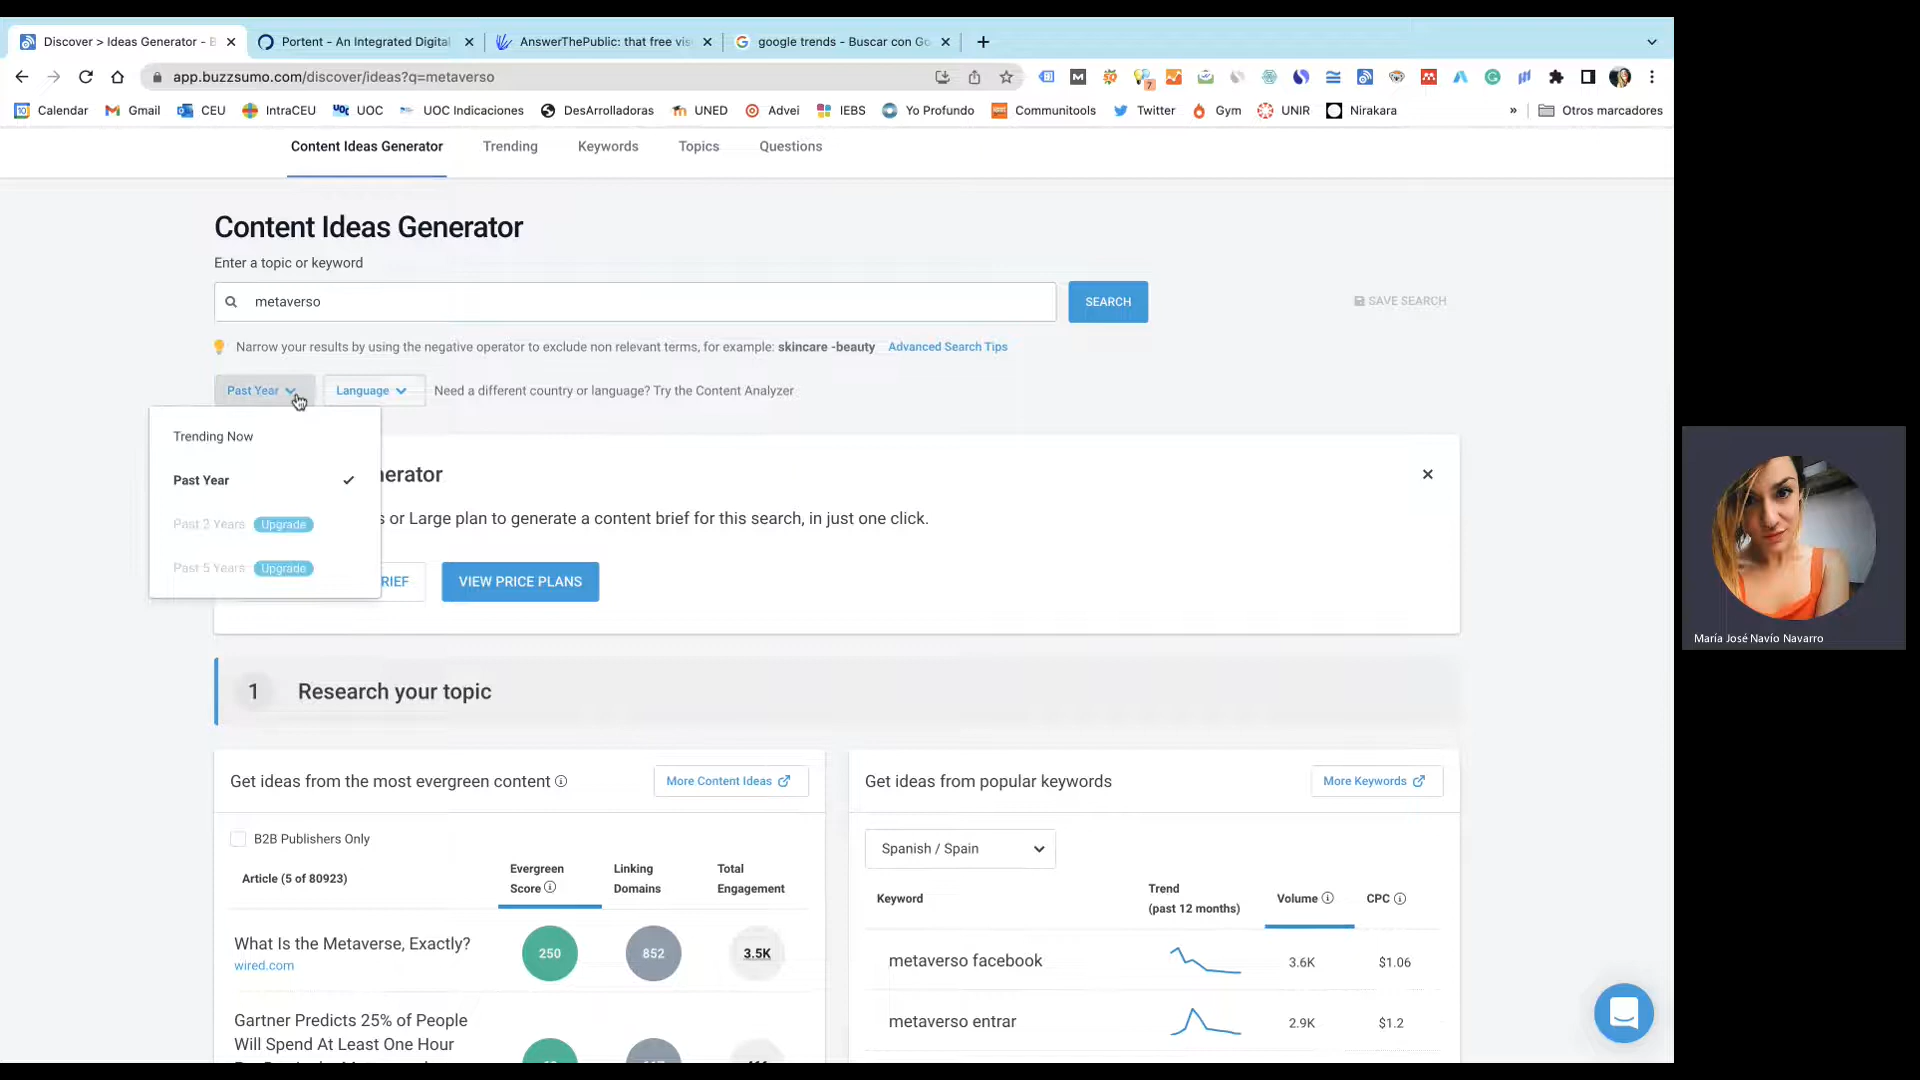 Discover > Ideas Generator - B
Portent - An Integrated Digital
AnswerThePublic: that free vis
google trends - Buscar con Go
app.buzzsumo.com/discover/ideas?q=metaverso
Calendar
Gmail
CEU
IntraCEU
UOC
UOC Indicaciones
DesArrolladoras
UNED
Advei
IEBS
Yo Profundo
Communitools
Twitter
Gym
UNIR
Nirakara
»
Otros marcadores
Content Ideas Generator
Trending
Keywords
Topics
Questions
Content Ideas Generator
Enter a topic or keyword
metaverso
SEARCH
SAVE SEARCH
Narrow your results by using the negative operator to exclude non relevant terms, for example: skincare -beauty Advanced Search Tips
Past Year
Language
Need a different country or language? Try the Content Analyzer
Trending Now
Past Year
Past 2 Years Upgrade
Past 5 Years Upgrade
nerator
s or Large plan to generate a content brief for this search, in just one click.
RIEF
VIEW PRICE PLANS
María José Navío Navarro
1 Research your topic
Get ideas from the most evergreen content
More Content Ideas
B2B Publishers Only
Article (5 of 80923)
Evergreen Score
Linking Domains
Total Engagement
What Is the Metaverse, Exactly?
wired.com
250
852
3.5K
Gartner Predicts 25% of People
Will Spend At Least One Hour
Get ideas from popular keywords
More Keywords
Spanish / Spain
Keyword
Trend (past 12 months)
Volume
CPC
metaverso facebook
3.6K
$1.06
metaverso entrar
2.9K
$1.2